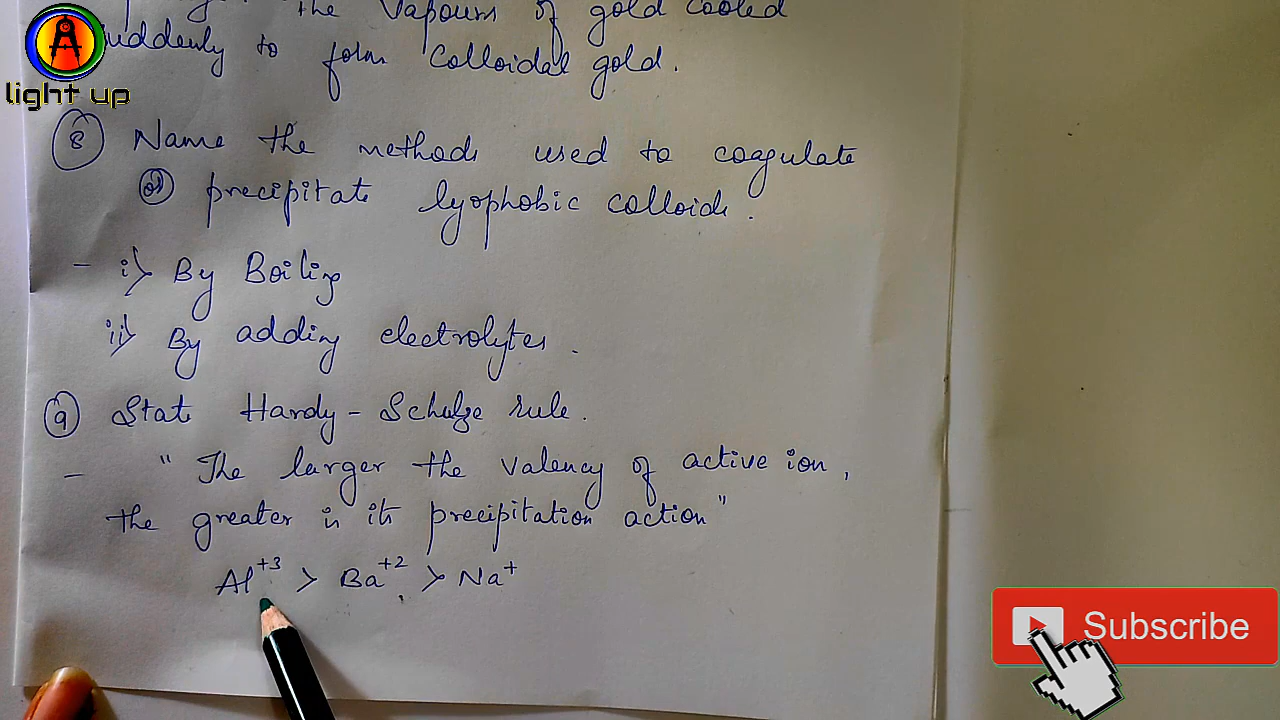 the Vapours of gold cooled
suddenly to form Colloidal gold.
light up
8 Name the methods used to coagulate
or precipitate lyophobic colloids.
- i) By Boiling
ii) By adding electrolytes.
9 State Hardy-Schulze rule.
- "The larger the valency of active ion,
the greater is its precipitation action"
Al+3 > Ba+2 > Na+
Subscribe